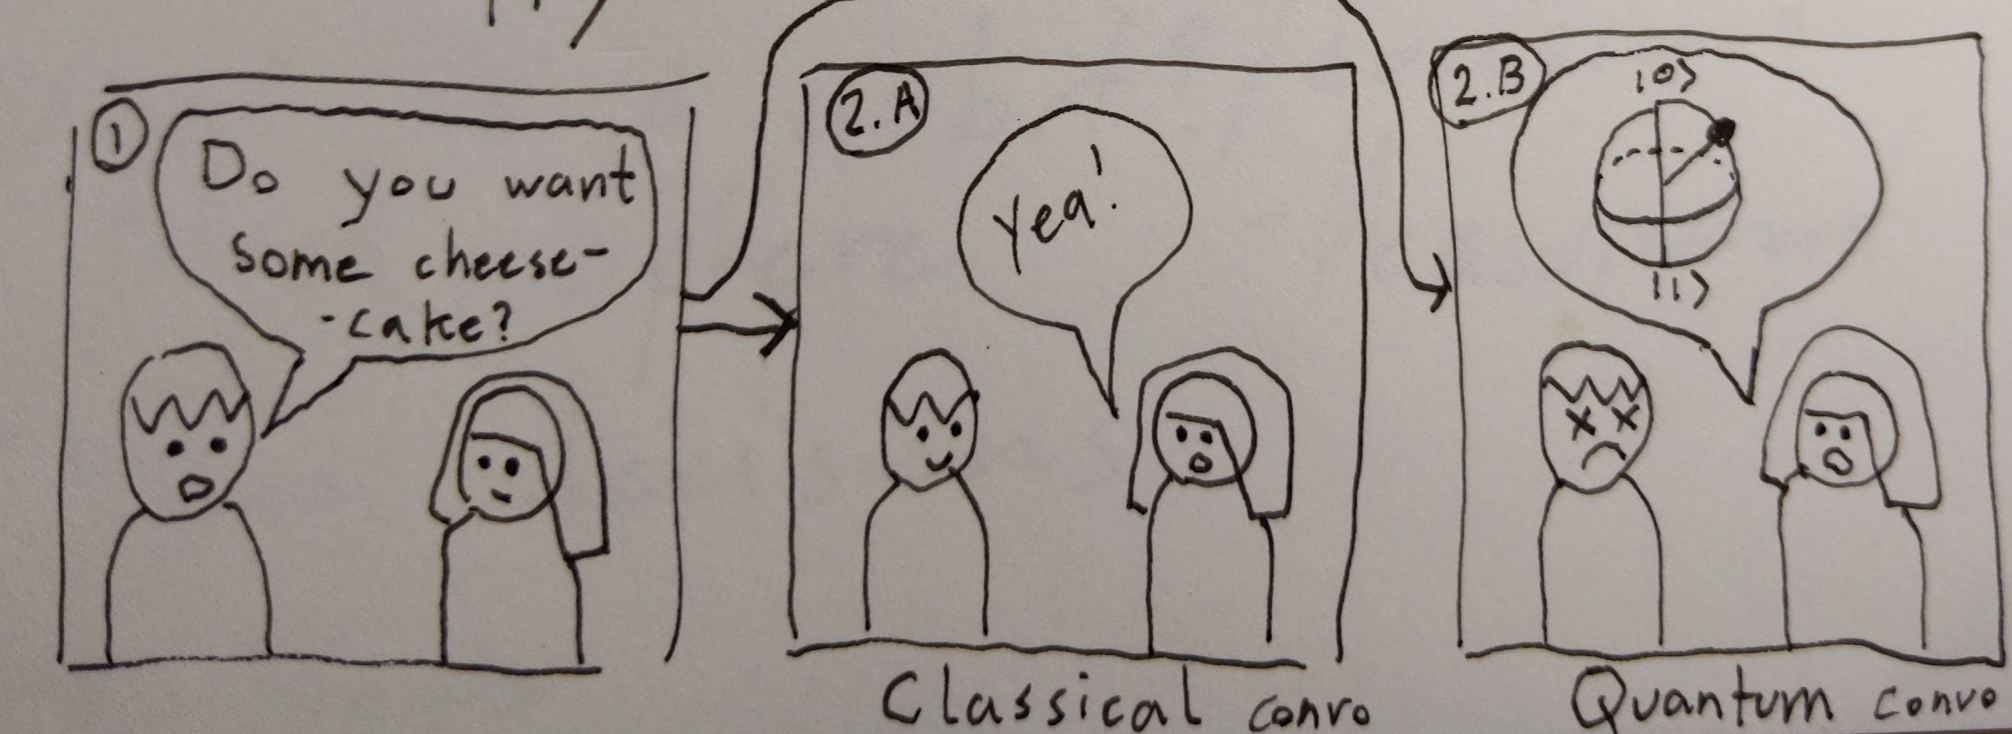 1
Do you want
some cheese-
-cake?
2.A
Yea!
Classical convo
2.B
|0⟩
|1⟩
Quantum convo